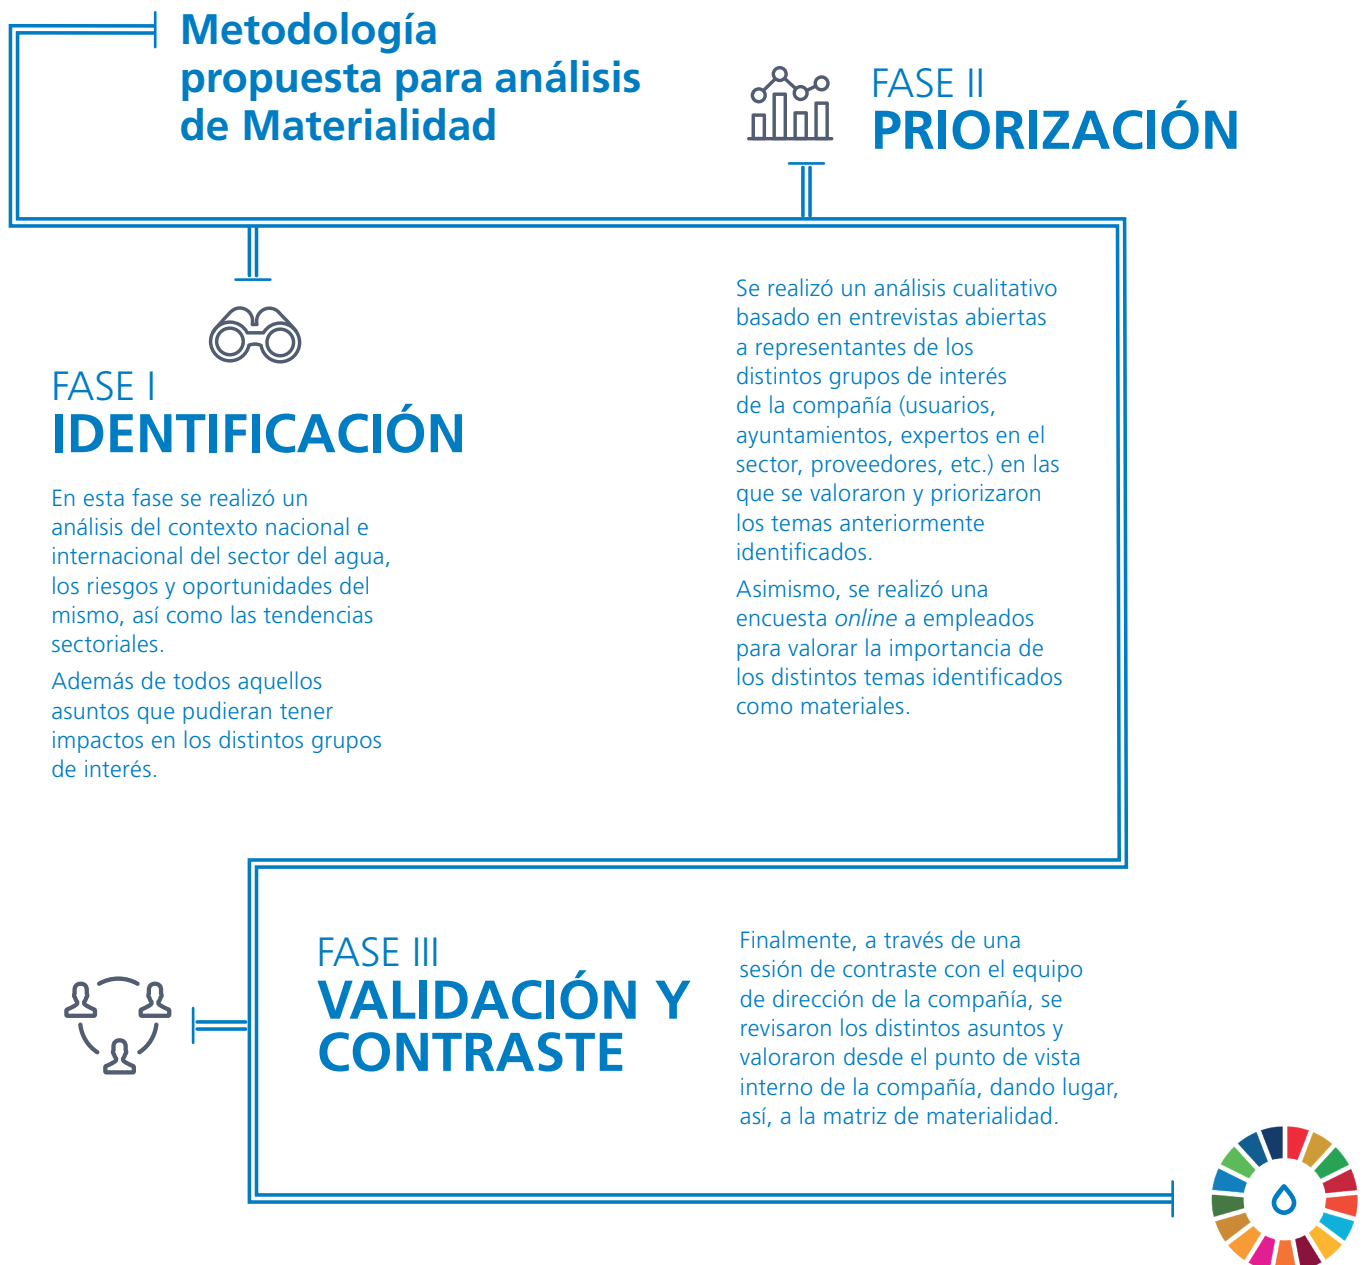 Metodología
propuesta para análisis
de Materialidad
FASE I
IDENTIFICACIÓN
En esta fase se realizó un
análisis del contexto nacional e
internacional del sector del agua,
los riesgos y oportunidades del
mismo, así como las tendencias
sectoriales.
Además de todos aquellos
asuntos que pudieran tener
impactos en los distintos grupos
de interés.
FASE II
PRIORIZACIÓN
Se realizó un análisis cualitativo
basado en entrevistas abiertas
a representantes de los
distintos grupos de interés
de la compañía (usuarios,
ayuntamientos, expertos en el
sector, proveedores, etc.) en las
que se valoraron y priorizaron
los temas anteriormente
identificados.
Asimismo, se realizó una
encuesta online a empleados
para valorar la importancia de
los distintos temas identificados
como materiales.
FASE III
VALIDACIÓN Y
CONTRASTE
Finalmente, a través de una
sesión de contraste con el equipo
de dirección de la compañía, se
revisaron los distintos asuntos y
valoraron desde el punto de vista
interno de la compañía, dando lugar,
así, a la matriz de materialidad.